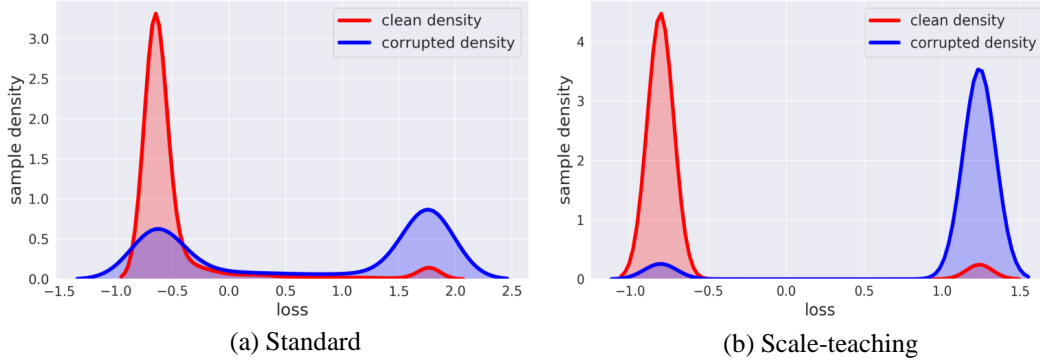 clean density
corrupted density
sample density
3.0
2.5
2.0
1.5
1.0
0.5
0.0
−1.5 −1.0 −0.5 0.0 0.5 1.0 1.5 2.0 2.5
loss
(a) Standard
clean density
corrupted density
sample density
4
3
2
1
0
−1.0 −0.5 0.0 0.5 1.0 1.5
loss
(b) Scale-teaching